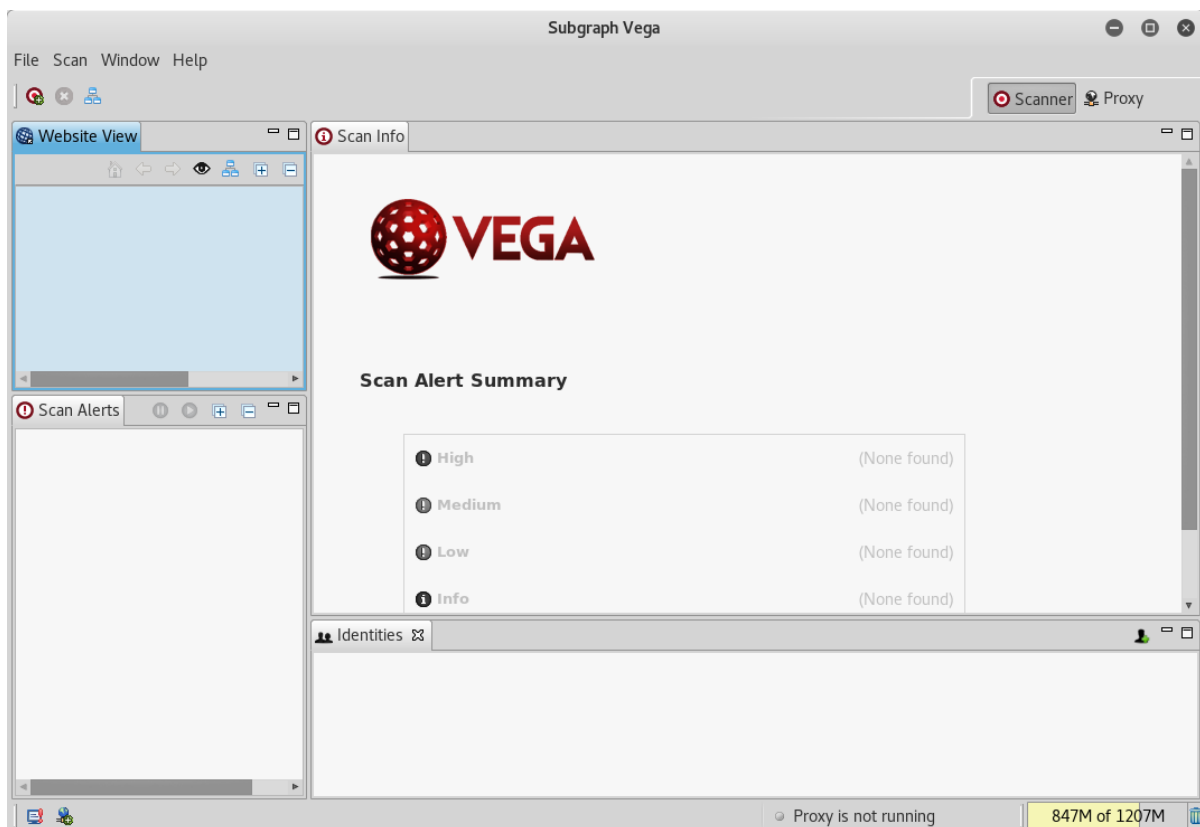 Subgraph Vega
File Scan Window Help
Scanner Proxy
Website View
Scan Info
VEGA
Scan Alert Summary
Scan Alerts
High (None found)
Medium (None found)
Low (None found)
Info (None found)
Identities
Proxy is not running
847M of 1207M